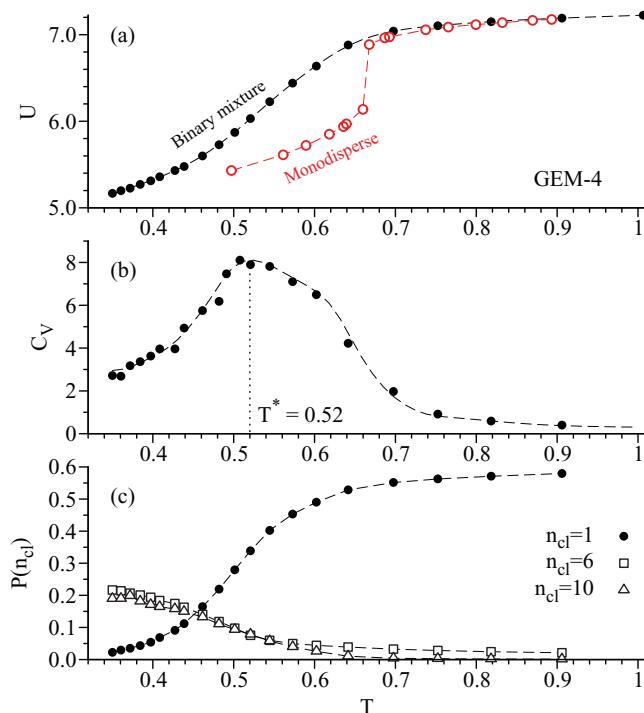 (a)
7.0
6.0
5.0
U
Binary mixture
Monodisperse
GEM-4
0.4 0.5 0.6 0.7 0.8 0.9 1
(b)
8
6
4
2
0
C_V
T* = 0.52
0.4 0.5 0.6 0.7 0.8 0.9 1
(c)
0.6
0.5
0.4
0.3
0.2
0.1
0.0
P(n_cl)
n_cl=1
n_cl=6
n_cl=10
0.4 0.5 0.6 0.7 0.8 0.9 1
T